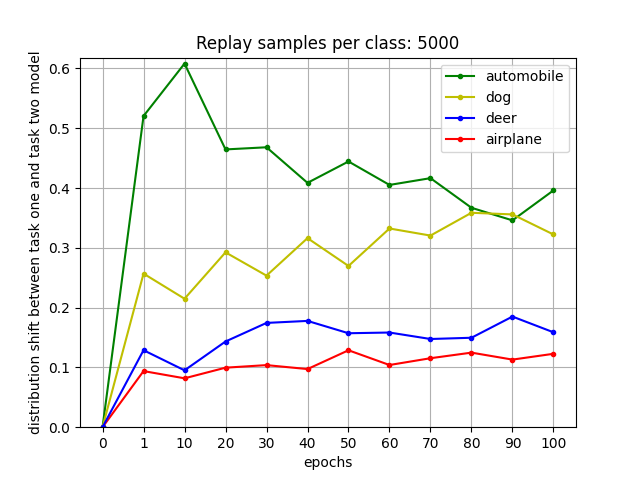 Replay samples per class: 5000
distribution shift between task one and task two model
0.6
0.5
0.4
0.3
0.2
0.1
0.0
automobile
dog
deer
airplane
0 1 10 20 30 40 50 60 70 80 90 100
epochs